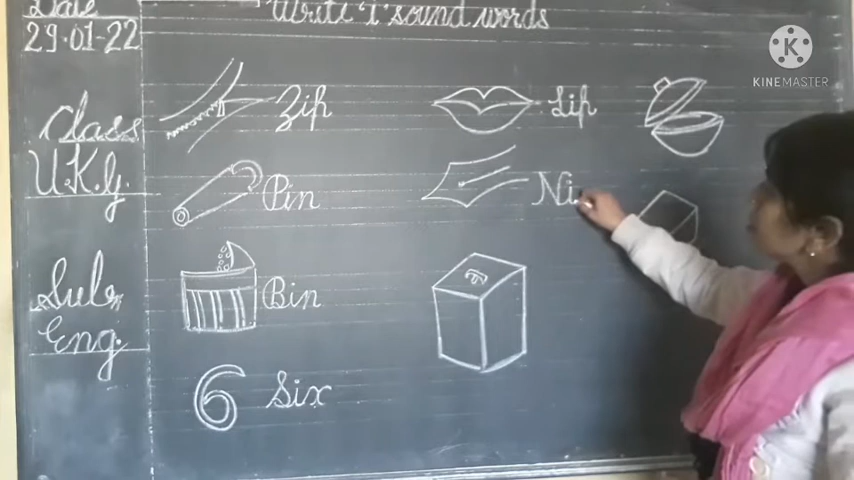 Date
29.01.22
Class
U.K.g.
Sub
Eng.
Write 'i' sound words
Zip
Lip
Pin
Ni
Bin
6 Six
K
KINEMASTER